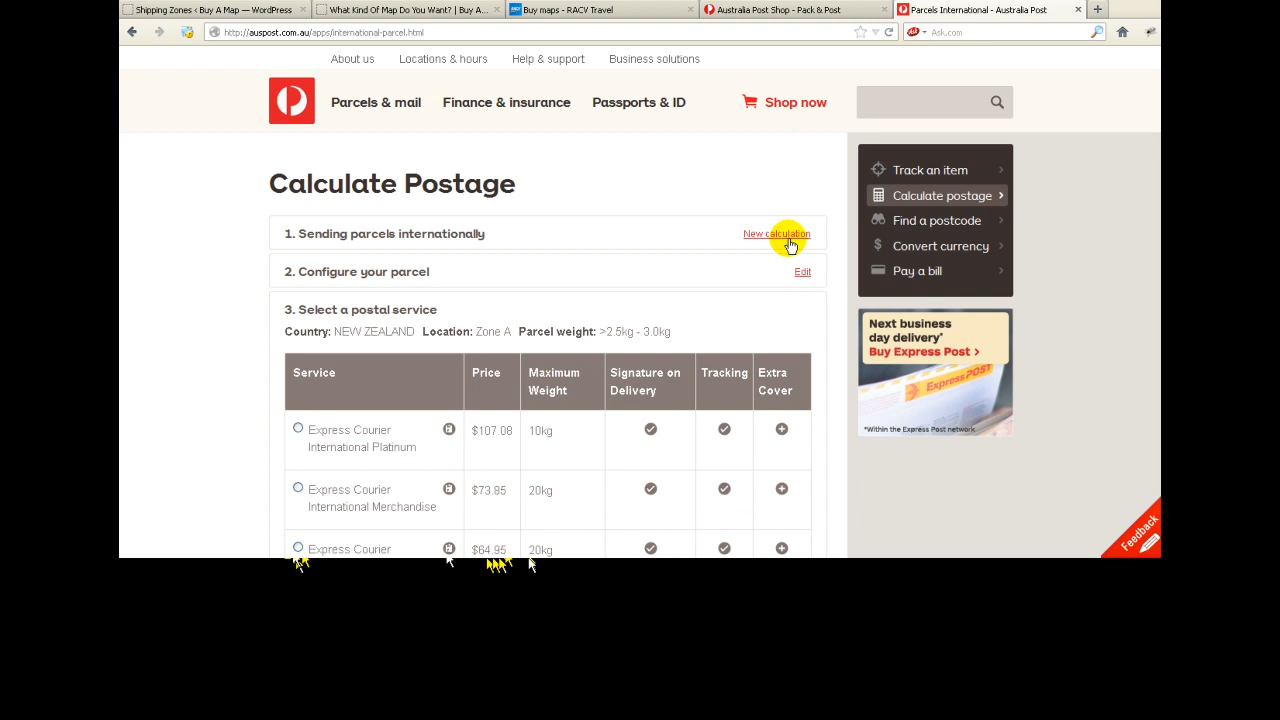 Shipping Zones ‹ Buy A Map — WordPress
What Kind Of Map Do You Want? | Buy A...
Buy maps - RACV Travel
Australia Post Shop - Pack & Post
Parcels International - Australia Post
http://auspost.com.au/apps/international-parcel.html
Ask.com
About us Locations & hours Help & support Business solutions
Parcels & mail Finance & insurance Passports & ID Shop now
Calculate Postage
1. Sending parcels internationally New calculation
2. Configure your parcel Edit
3. Select a postal service
Country: NEW ZEALAND Location: Zone A Parcel weight: >2.5kg - 3.0kg
Service Price Maximum Weight Signature on Delivery Tracking Extra Cover
Express Courier International Platinum $107.08 10kg
Express Courier International Merchandise $73.85 20kg
Express Courier $64.95 20kg
Track an item
Calculate postage
Find a postcode
Convert currency
Pay a bill
Next business
day delivery*
Buy Express Post >
Express POST
*Within the Express Post network
Feedback